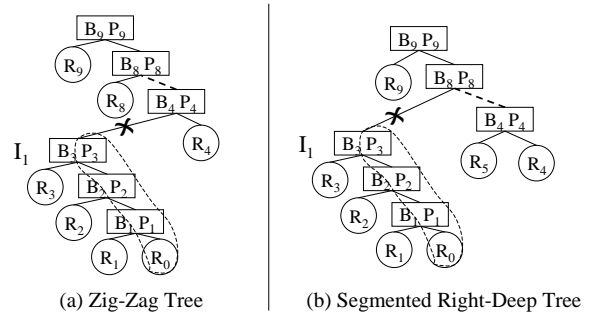 B9 P9
R9
B8 P8
R8
B4 P4
R4
I1
B3 P3
R3
B2 P2
R2
B1 P1
R1
R0
(a) Zig-Zag Tree
B9 P9
R9
B8 P8
B4 P4
R5
R4
I1
B3 P3
R3
B2 P2
R2
B1 P1
R1
R0
(b) Segmented Right-Deep Tree